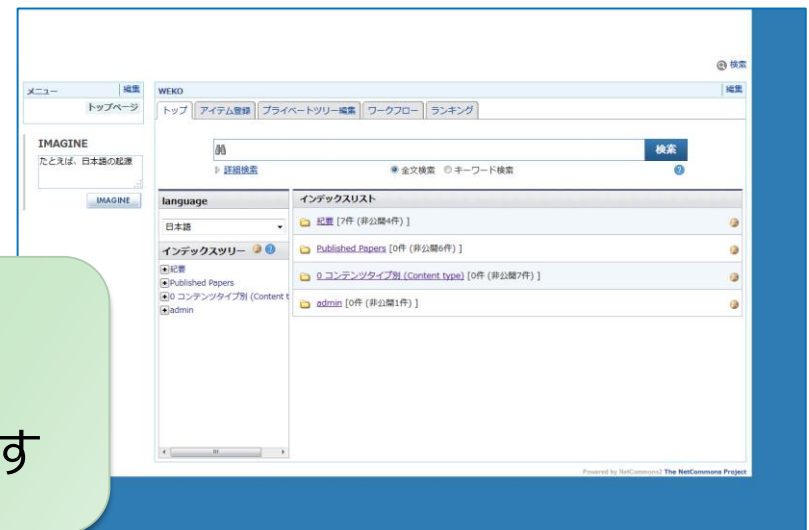 検索
メニュー 編集
トップページ
IMAGINE
たとえば、日本語の起源
IMAGINE
WEKO 編集
トップ アイテム登録 プライベートツリー編集 ワークフロー ランキング
検索
詳細検索 全文検索 キーワード検索
language
日本語
インデックスツリー
紀要
Published Papers
0 コンテンツタイプ別 (Content t
admin
インデックスリスト
紀要 [7件 (非公開4件) ]
Published Papers [0件 (非公開6件) ]
0 コンテンツタイプ別 (Content type) [0件 (非公開7件) ]
admin [0件 (非公開1件) ]
Powered by NetCommons2 The NetCommons Project
す